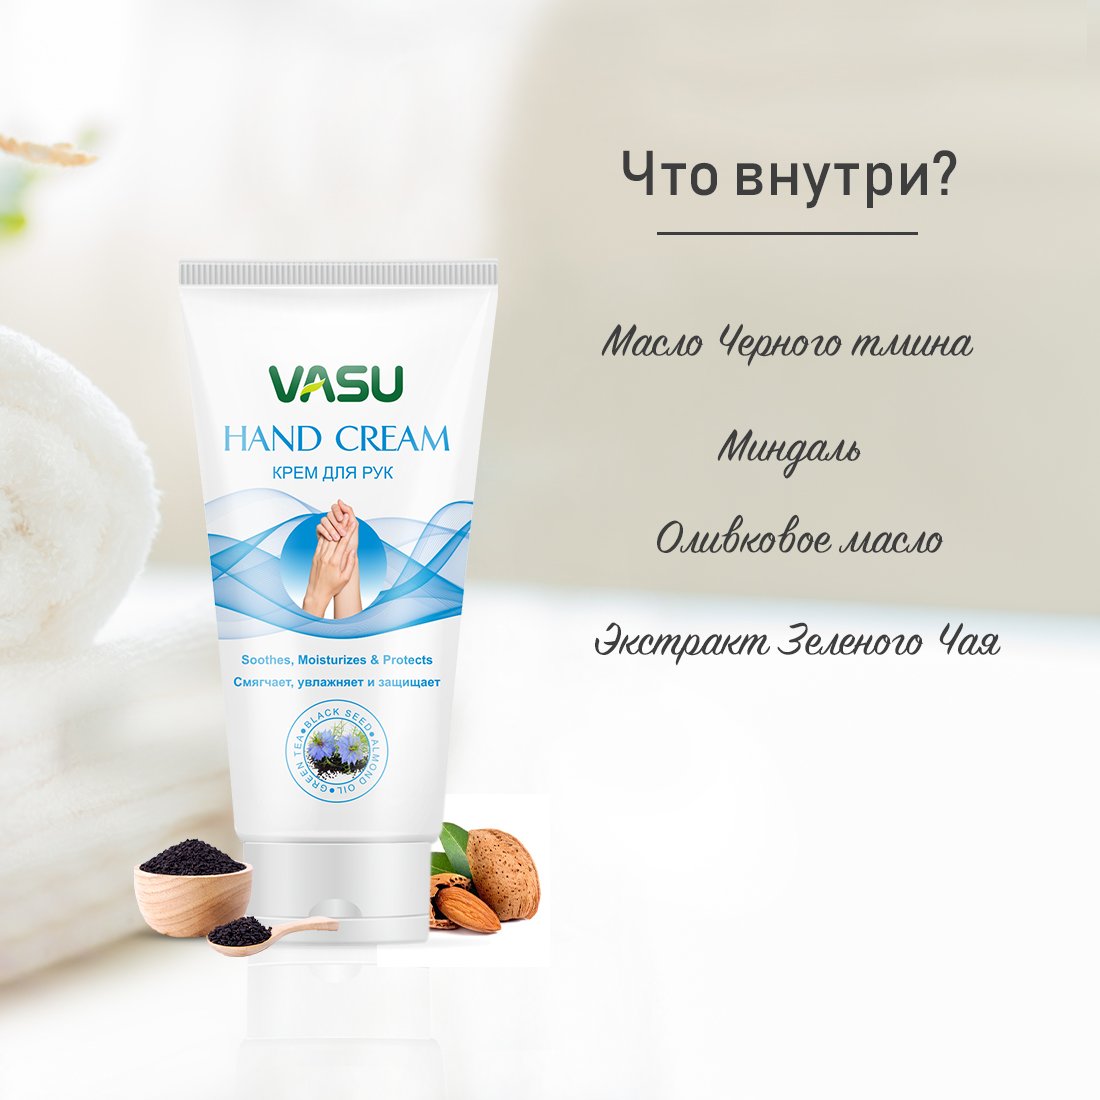 Что внутри?
Масло Черного тмина
Миндаль
Оливковое масло
Экстракт Зеленого Чая
VASU
HAND CREAM
КРЕМ ДЛЯ РУК
Soothes, Moisturizes & Protects
Смягчает, увлажняет и защищает
GREEN TEA•BLACK SEED•ALMOND OIL•